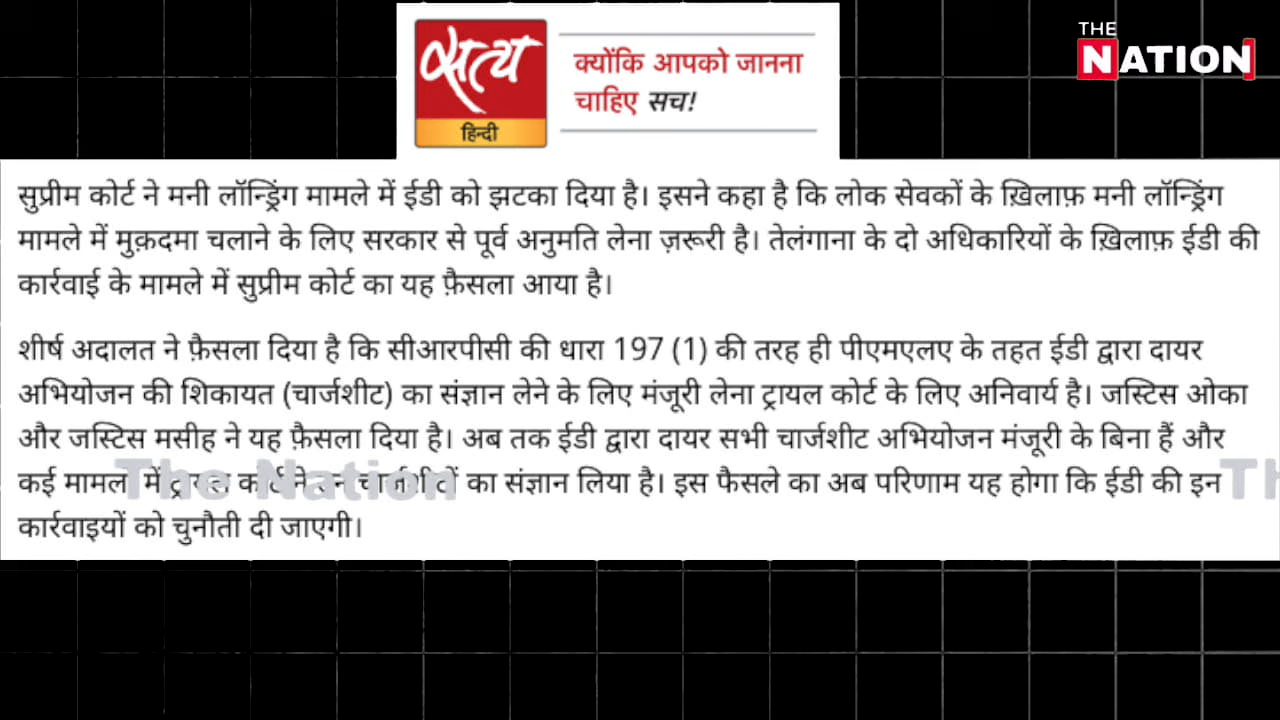 सत्य
हिन्दी
क्योंकि आपको जानना
चाहिए सच!
THE
NATION
सुप्रीम कोर्ट ने मनी लॉन्ड्रिंग मामले में ईडी को झटका दिया है। इसने कहा है कि लोक सेवकों के ख़िलाफ़ मनी लॉन्ड्रिंग
मामले में मुक़दमा चलाने के लिए सरकार से पूर्व अनुमति लेना ज़रूरी है। तेलंगाना के दो अधिकारियों के ख़िलाफ़ ईडी की
कार्रवाई के मामले में सुप्रीम कोर्ट का यह फ़ैसला आया है।
शीर्ष अदालत ने फ़ैसला दिया है कि सीआरपीसी की धारा 197 (1) की तरह ही पीएमएलए के तहत ईडी द्वारा दायर
अभियोजन की शिकायत (चार्जशीट) का संज्ञान लेने के लिए मंजूरी लेना ट्रायल कोर्ट के लिए अनिवार्य है। जस्टिस ओका
और जस्टिस मसीह ने यह फ़ैसला दिया है। अब तक ईडी द्वारा दायर सभी चार्जशीट अभियोजन मंजूरी के बिना हैं और
कई में का संज्ञान लिया है। इस फैसले का अब परिणाम यह होगा कि ईडी की इन
The Nation
कार्रवाइयों को चुनौती दी जाएगी।